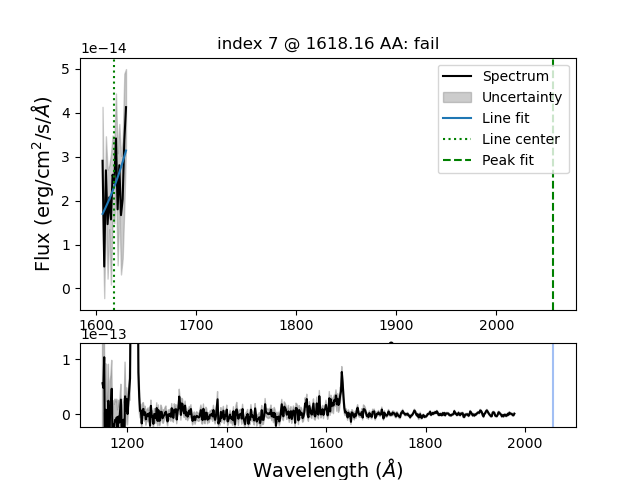 index 7 @ 1618.16 AA: fail
1e−14
5
4
3
2
1
0
Flux (erg/cm²/s/Å)
Spectrum
Uncertainty
Line fit
Line center
Peak fit
1600 1700 1800 1900 2000
1e−13
1
0
1200 1400 1600 1800 2000
Wavelength (Å)